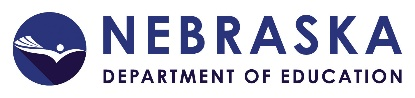 NEBRASKA
DEPARTMENT OF EDUCATION